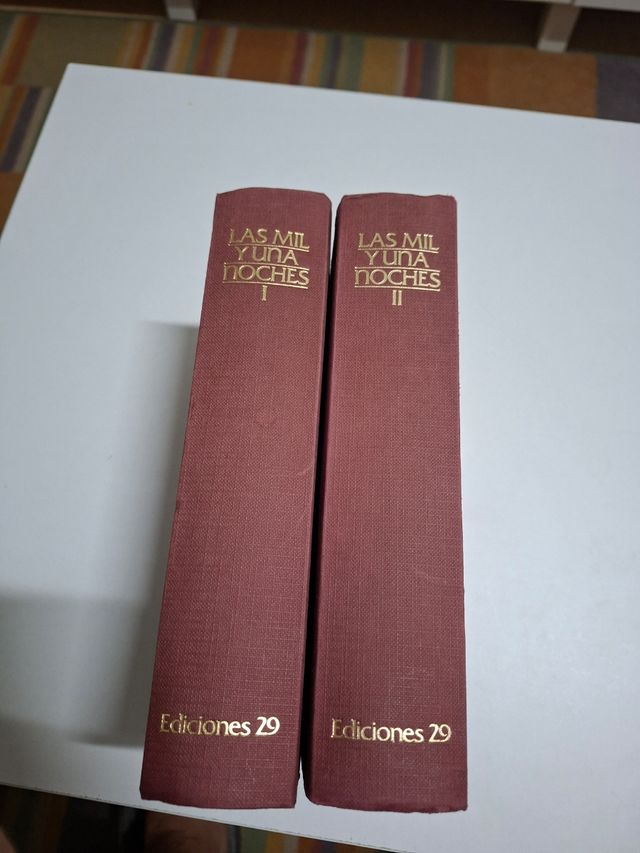 LAS MIL
Y UNA
NOCHES
I
Ediciones 29
LAS MIL
Y UNA
NOCHES
II
Ediciones 29